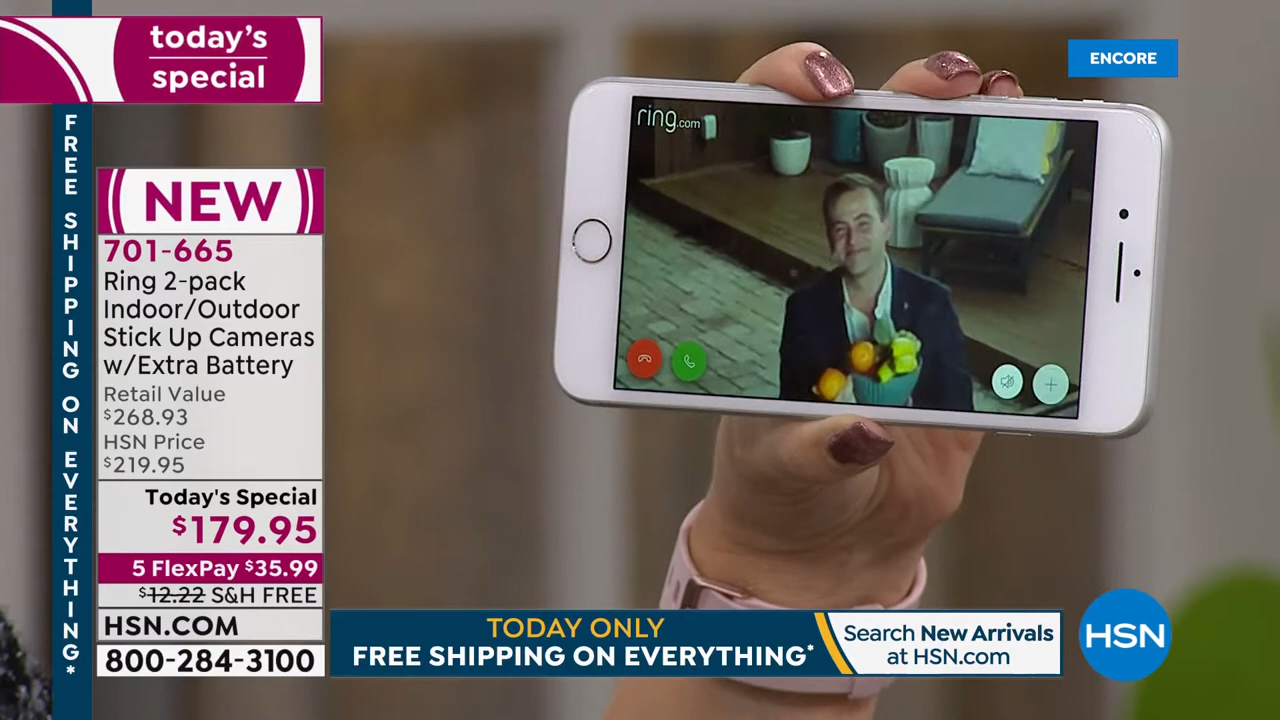 today's
special
FREE SHIPPING ON EVERYTHING*
NEW
701-665
Ring 2-pack
Indoor/Outdoor
Stick Up Cameras
w/Extra Battery
Retail Value
$268.93
HSN Price
$219.95
Today's Special
$179.95
5 FlexPay $35.99
$12.22 S&H FREE
HSN.COM
800-284-3100
ENCORE
ring.com
TODAY ONLY
FREE SHIPPING ON EVERYTHING*
Search New Arrivals
at HSN.com
HSN